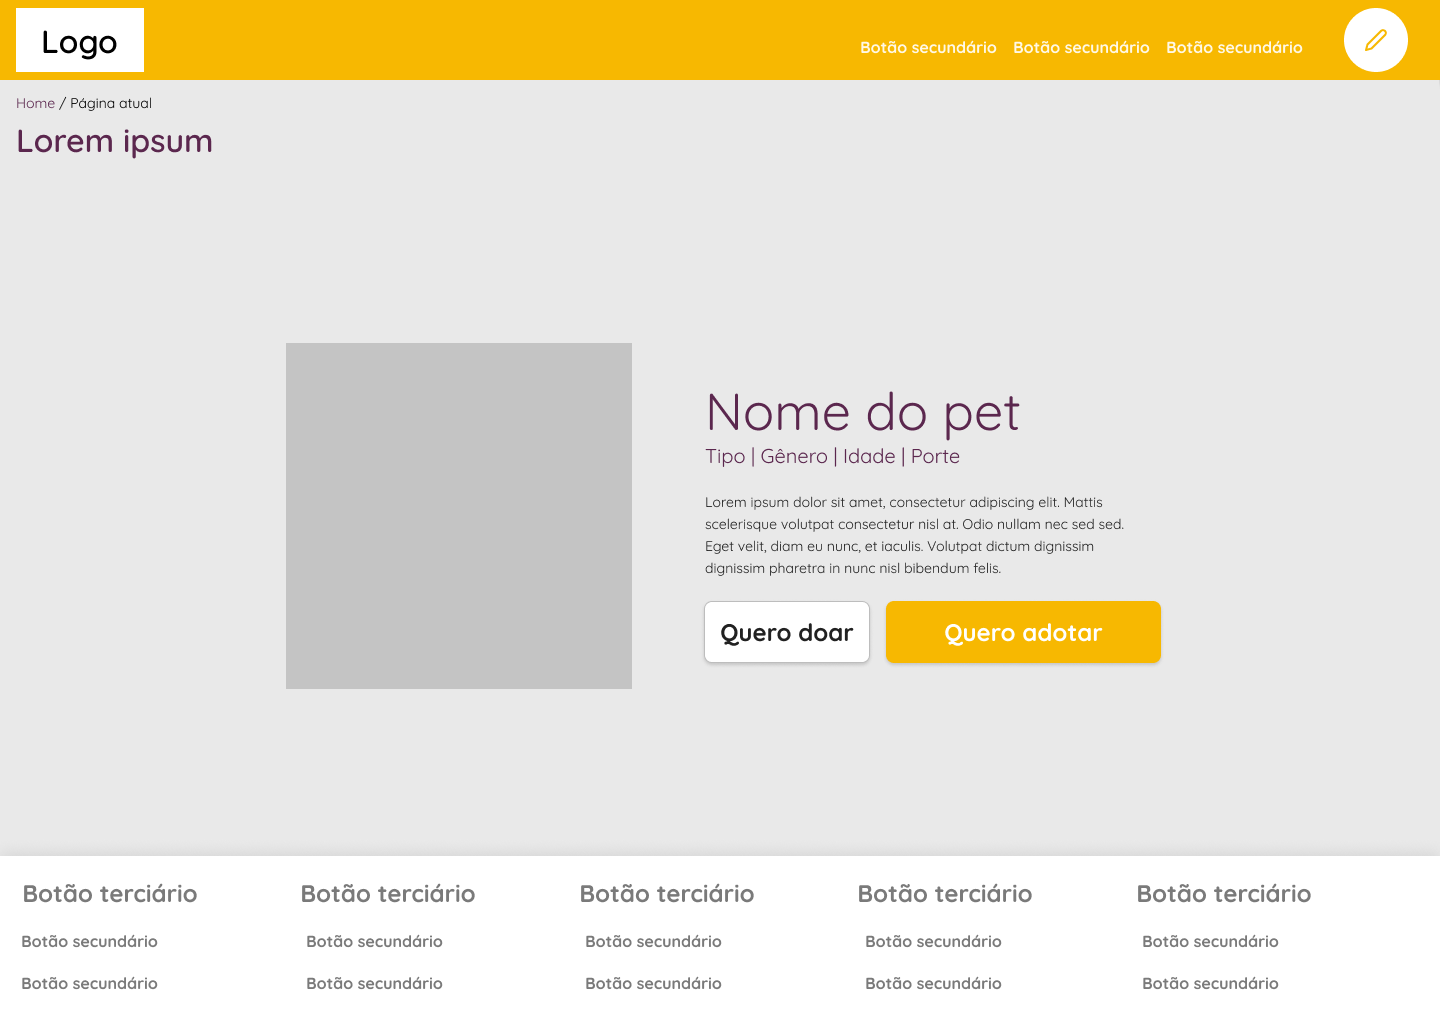 Logo
Botão secundário Botão secundário Botão secundário
Home / Página atual
Lorem ipsum
Nome do pet
Tipo | Gênero | Idade | Porte
Lorem ipsum dolor sit amet, consectetur adipiscing elit. Mattis
scelerisque volutpat consectetur nisl at. Odio nullam nec sed sed.
Eget velit, diam eu nunc, et iaculis. Volutpat dictum dignissim
dignissim pharetra in nunc nisl bibendum felis.
Quero doar Quero adotar
Botão terciário Botão terciário Botão terciário Botão terciário Botão terciário
Botão secundário Botão secundário Botão secundário Botão secundário Botão secundário
Botão secundário Botão secundário Botão secundário Botão secundário Botão secundário